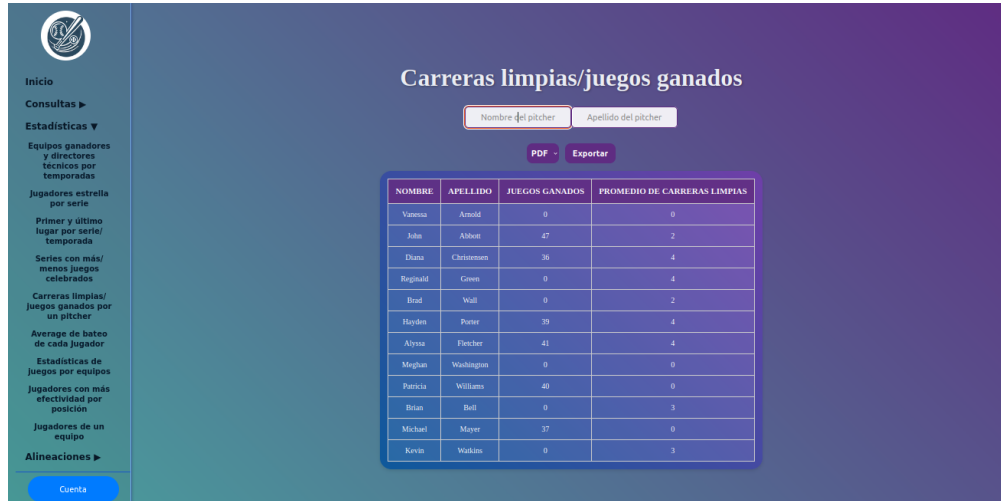 Inicio
Consultas ▶
Estadísticas ▼
Equipos ganadores
y directores
técnicos por
temporadas
Jugadores estrella
por serie
Primer y último
lugar por serie/
temporada
Series con más/
menos juegos
celebrados
Carreras limpias/
juegos ganados por
un pitcher
Average de bateo
de cada jugador
Estadísticas de
juegos por equipos
Jugadores con más
efectividad por
posición
Jugadores de un
equipo
Alineaciones ▶
Cuenta
Carreras limpias/juegos ganados
Nombre del pitcher Apellido del pitcher
PDF Exportar
NOMBRE APELLIDO JUEGOS GANADOS PROMEDIO DE CARRERAS LIMPIAS
Vanessa Arnold 0 0
John Abbott 47 2
Diana Christensen 36 4
Reginald Green 0 4
Brad Wall 0 2
Hayden Porter 39 4
Alyssa Fletcher 41 4
Meghan Washington 0 0
Patricia Williams 40 0
Brian Bell 0 3
Michael Mayer 37 0
Kevin Watkins 0 3